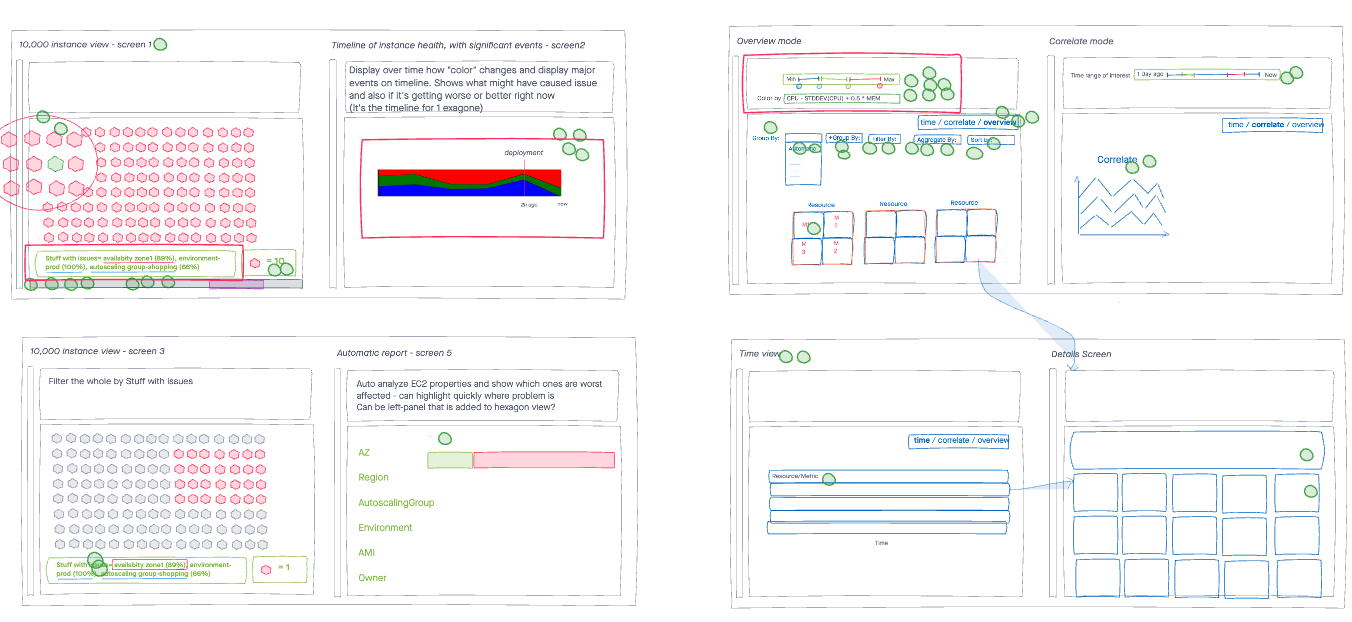 10,000 instance view - screen 1
Timeline of instance health, with significant events - screen2
Display over time how "color" changes and display major
events on timeline. Shows what might have caused issue
and also if it's getting worse or better right now
(It's the timeline for 1 exagone)
deployment
2h ago
now
Stuff with issues= availabity zone1 (89%), environment-
prod (100%), autoscaling group-shopping (66%)
= 10
Overview mode
Min
Max
Color by
CPU - STDDEV(CPU) + 0.5 * MEM
time / correlate / overview
Group By:
Automatic
+Group By:
Filter By:
Aggregate By:
Sort by:
Resource
Resource
Resource
M
2
M
3
M
2
Correlate mode
Time range of interest
1 Day ago
Now
time / correlate / overview
Correlate
10,000 instance view - screen 3
Filter the whole by Stuff with issues
Stuff with issues= availabity zone1 (89%), environment-
prod (100%), autoscaling group-shopping (66%)
= 1
Automatic report - screen 5
Auto analyze EC2 properties and show which ones are worst
affected - can highlight quickly where problem is
Can be left-panel that is added to hexagon view?
AZ
Region
AutoscalingGroup
Environment
AMI
Owner
Time view
time / correlate / overview
Resource/Metric
Time
Details Screen